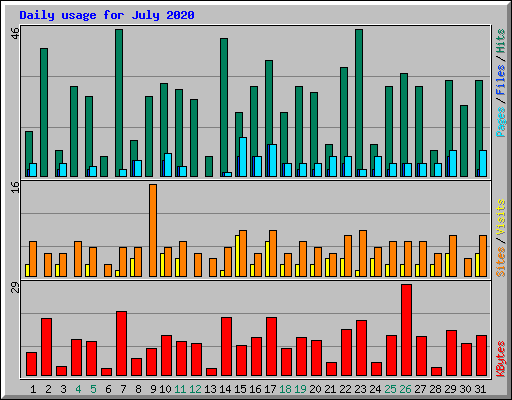 Daily usage for July 2020
46
Pages/Files/Hits
16
Sites/Visits
29
KBytes
1 2 3 4 5 6 7 8 9 10 11 12 13 14 15 16 17 18 19 20 21 22 23 24 25 26 27 28 29 30 31